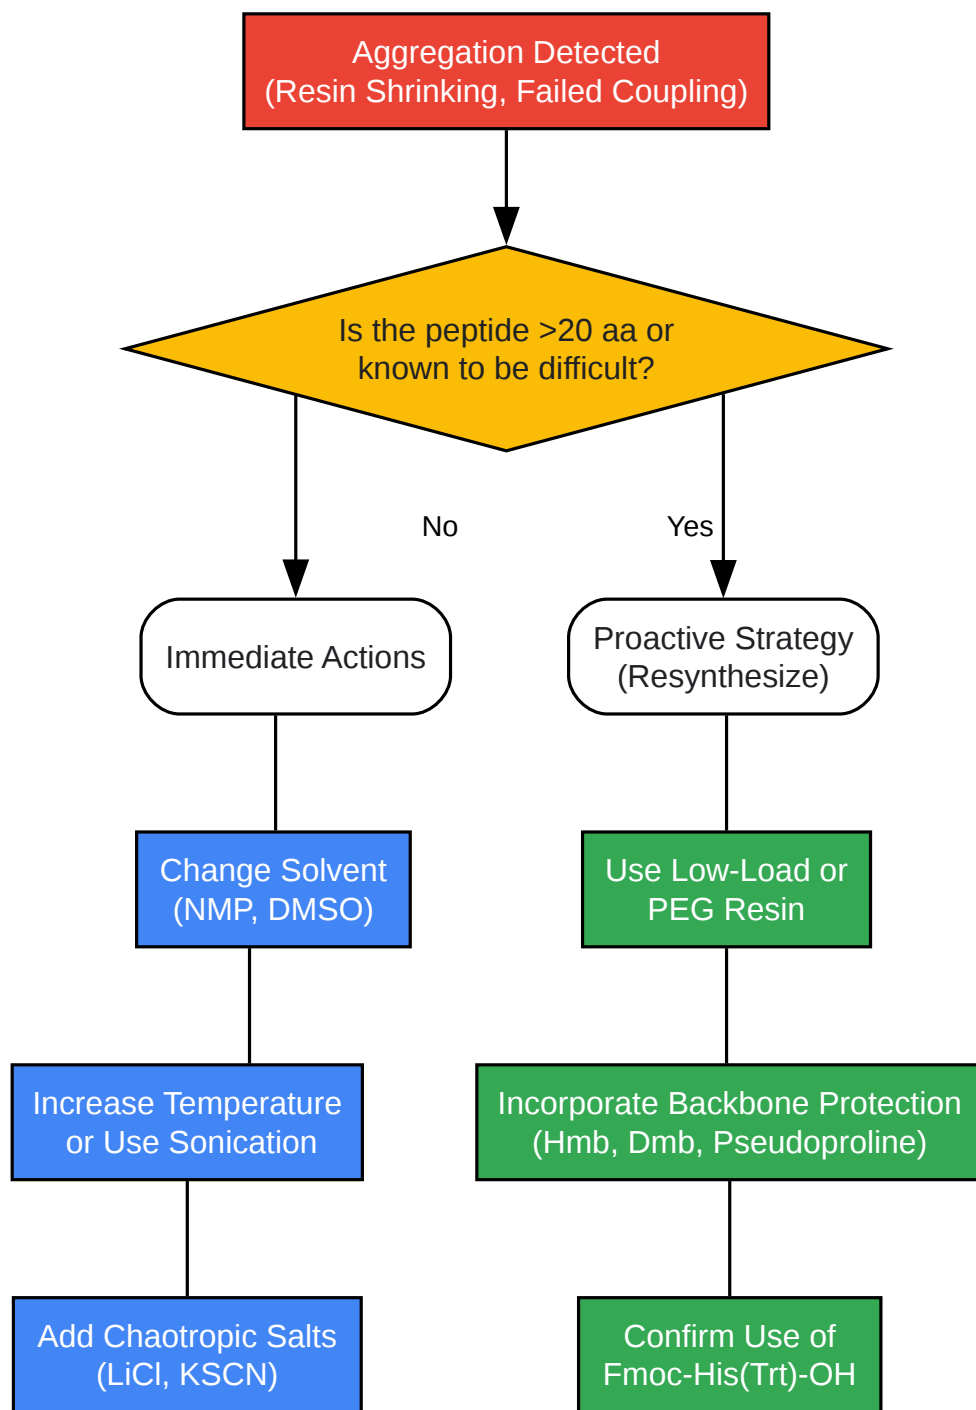 Aggregation Detected
(Resin Shrinking, Failed Coupling)
Is the peptide >20 aa or
known to be difficult?
No
Yes
Immediate Actions
Proactive Strategy
(Resynthesize)
Change Solvent
(NMP, DMSO)
Use Low-Load or
PEG Resin
Increase Temperature
or Use Sonication
Incorporate Backbone Protection
(Hmb, Dmb, Pseudoproline)
Add Chaotropic Salts
(LiCl, KSCN)
Confirm Use of
Fmoc-His(Trt)-OH